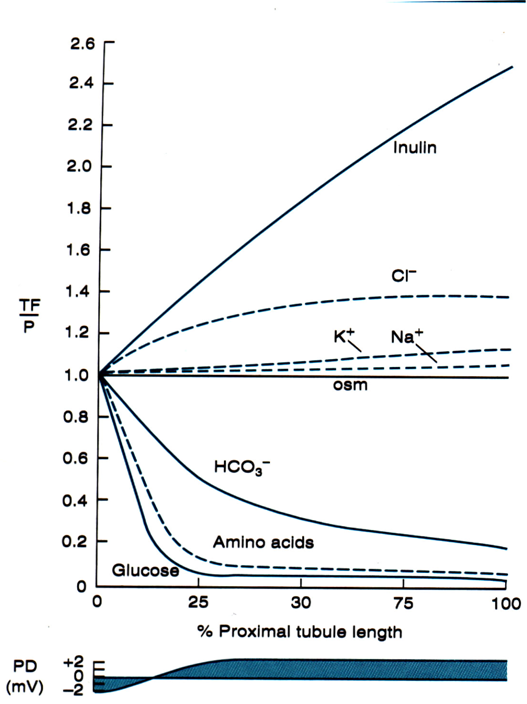 2.6
2.4
2.2
2.0
Inulin
1.8
1.6
Cl⁻
1.4
TF
P
K⁺ Na⁺
1.2
1.0
osm
0.8
0.6
HCO₃⁻
0.4
0.2
Amino acids
Glucose
0
0 25 30 75 100
% Proximal tubule length
PD
(mV)
+2
0
−2